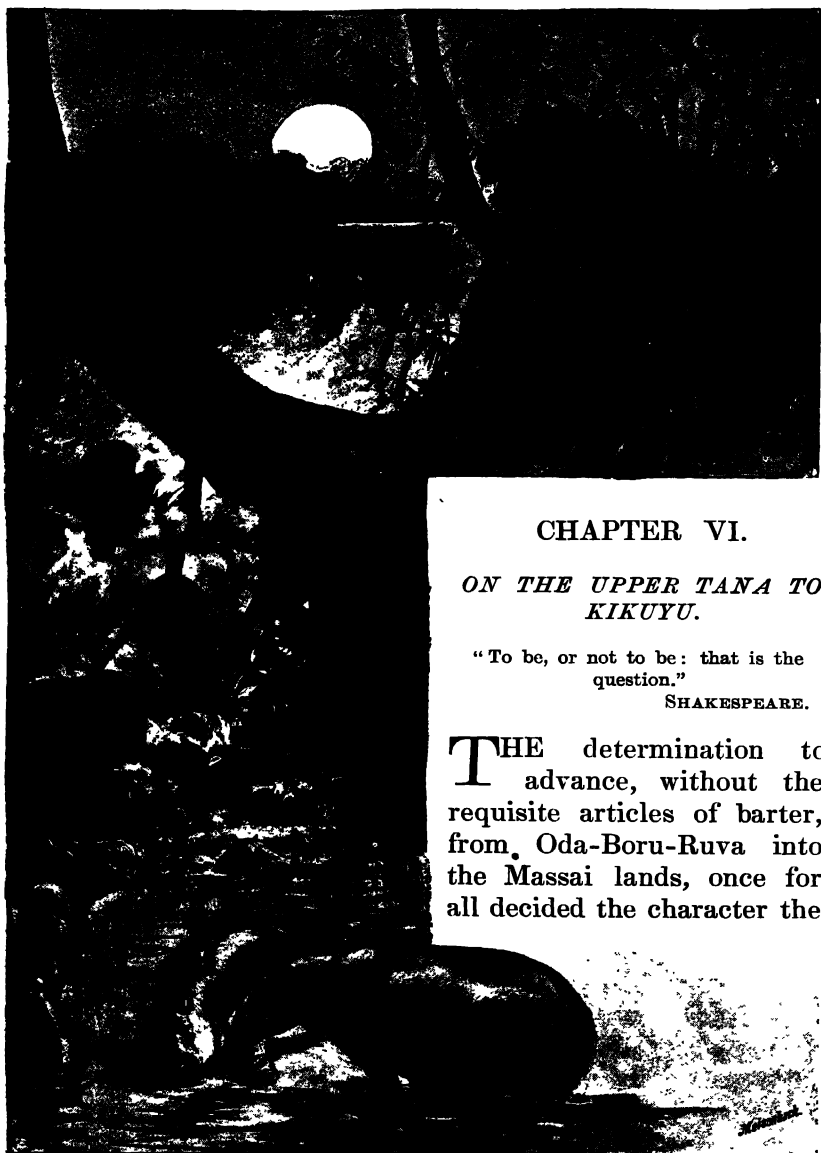 CHAPTER VI.
ON THE UPPER TANA TO
KIKUYU.
“To be, or not to be: that is the
question.”
SHAKESPEARE.
THE determination to
advance, without the
requisite articles of barter,
from. Oda-Boru-Ruva into
the Massai lands, once for
all decided the character the